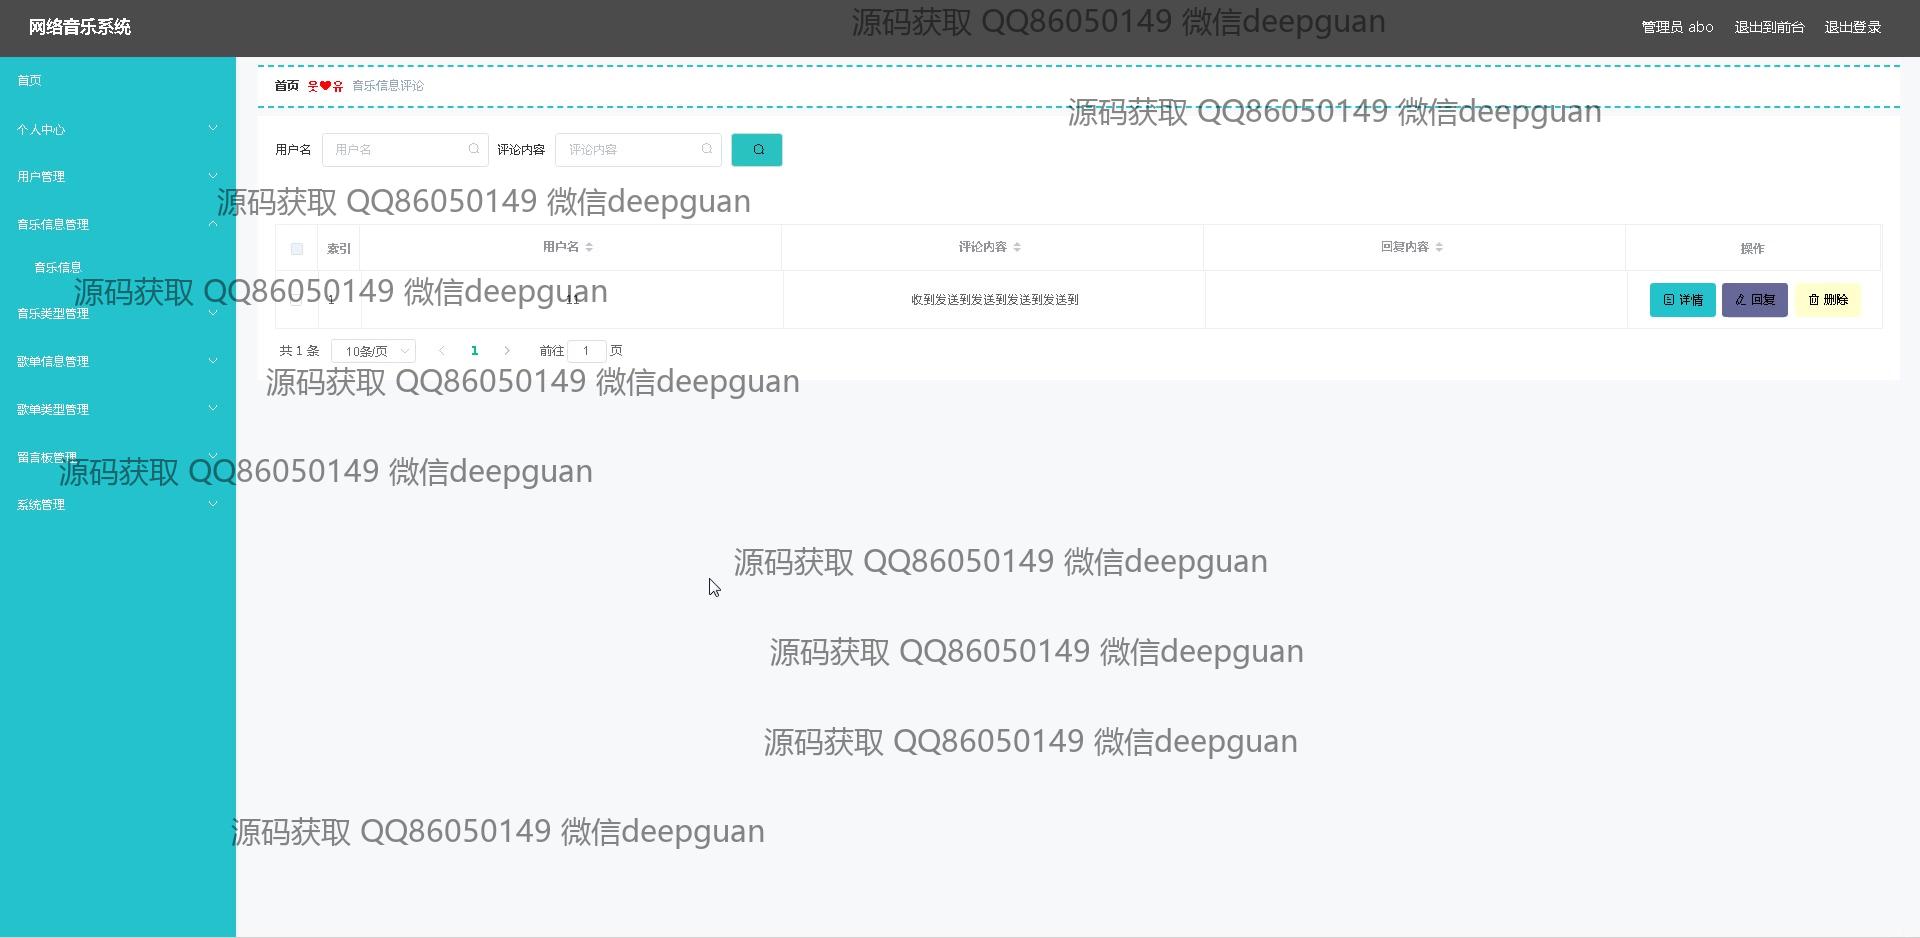 网络音乐系统
源码获取 QQ86050149 微信deepguan
管理员 abo 退出到前台 退出登录
首页
首页 웃❤유 音乐信息评论
源码获取 QQ86050149 微信deepguan
个人中心
用户名 用户名 评论内容 评论内容
用户管理
源码获取 QQ86050149 微信deepguan
音乐信息管理
索引 用户名 评论内容 回复内容 操作
音乐信息
源码获取 QQ86050149 微信deepguan
1 11 收到发送到发送到发送到发送到 详情 回复 删除
音乐类型管理
共 1 条 10条/页 1 前往 1 页
歌单信息管理
源码获取 QQ86050149 微信deepguan
歌单类型管理
留言板管理
源码获取 QQ86050149 微信deepguan
系统管理
源码获取 QQ86050149 微信deepguan
源码获取 QQ86050149 微信deepguan
源码获取 QQ86050149 微信deepguan
源码获取 QQ86050149 微信deepguan